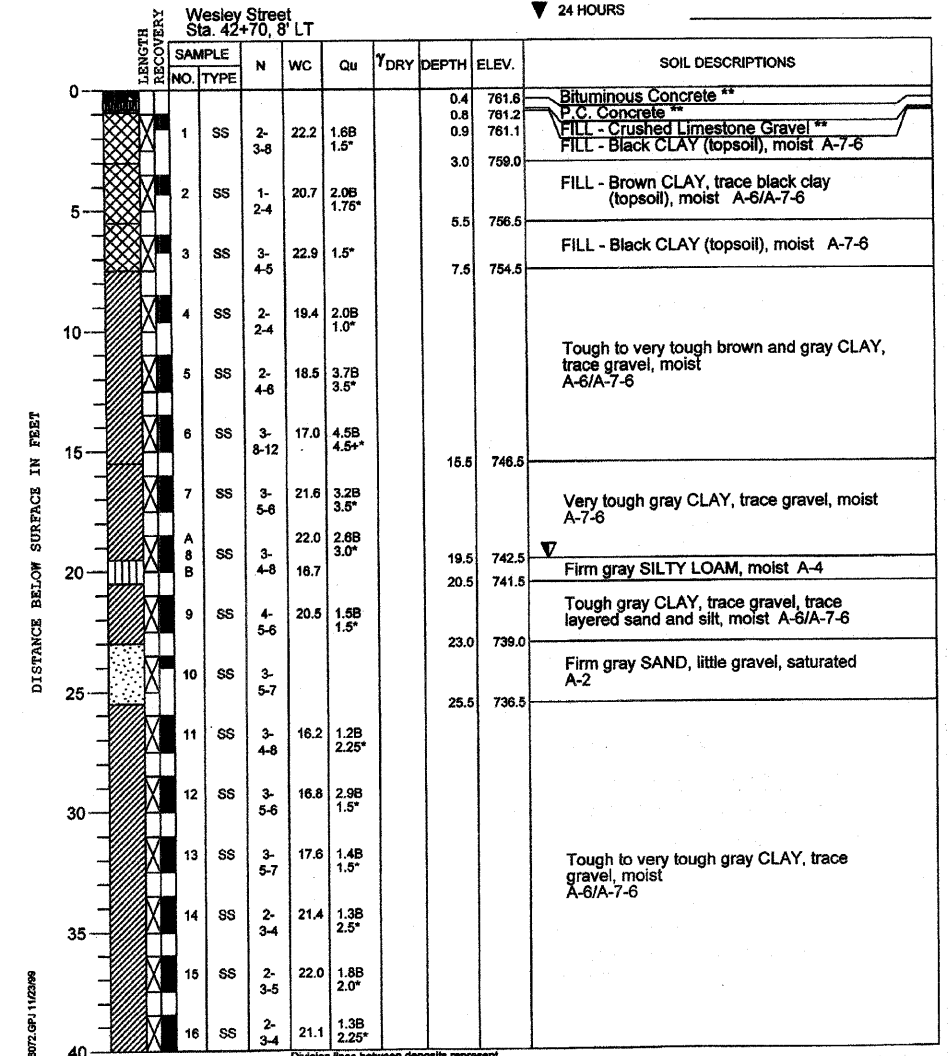 Wesley Street
Sta. 42+70, 8' LT
24 HOURS
LENGTH RECOVERY SAMPLE N WC Qu γDRY DEPTH ELEV. SOIL DESCRIPTIONS
NO. TYPE
DISTANCE BELOW SURFACE IN FEET
0
0.4 761.6 Bituminous Concrete **
0.8 761.2 P.C. Concrete **
0.9 761.1 FILL - Crushed Limestone Gravel **
1 SS 2- 22.2 1.6B
3-8 1.5*
FILL - Black CLAY (topsoil), moist A-7-6
3.0 759.0
2 SS 1- 20.7 2.0B
2-4 1.75*
FILL - Brown CLAY, trace black clay
(topsoil), moist A-6/A-7-6
5
5.5 756.5
3 SS 3- 22.9 1.5*
4-5
FILL - Black CLAY (topsoil), moist A-7-6
7.5 754.5
4 SS 2- 19.4 2.0B
2-4 1.0*
10
Tough to very tough brown and gray CLAY,
trace gravel, moist
A-6/A-7-6
5 SS 2- 18.5 3.7B
4-6 3.5*
6 SS 3- 17.0 4.5B
8-12 4.5+*
15
15.5 746.5
7 SS 3- 21.6 3.2B
5-6 3.5*
Very tough gray CLAY, trace gravel, moist
A-7-6
A 22.0 2.6B
8 SS 3- 3.0*
B 4-8 16.7
19.5 742.5
Firm gray SILTY LOAM, moist A-4
20
20.5 741.5
9 SS 4- 20.5 1.5B
5-6 1.5*
Tough gray CLAY, trace gravel, trace
layered sand and silt, moist A-6/A-7-6
23.0 739.0
10 SS 3-
5-7
Firm gray SAND, little gravel, saturated
A-2
25
25.5 736.5
11 SS 3- 16.2 1.2B
4-8 2.25*
12 SS 3- 16.8 2.9B
5-6 1.5*
30
13 SS 3- 17.6 1.4B
5-7 1.5*
Tough to very tough gray CLAY, trace
gravel, moist
A-6/A-7-6
14 SS 2- 21.4 1.3B
3-4 2.5*
35
15 SS 2- 22.0 1.8B
3-5 2.0*
16 SS 2- 21.1 1.3B
3-4 2.25*
40
Division lines between deposits represent
8072.GPJ 11/23/99